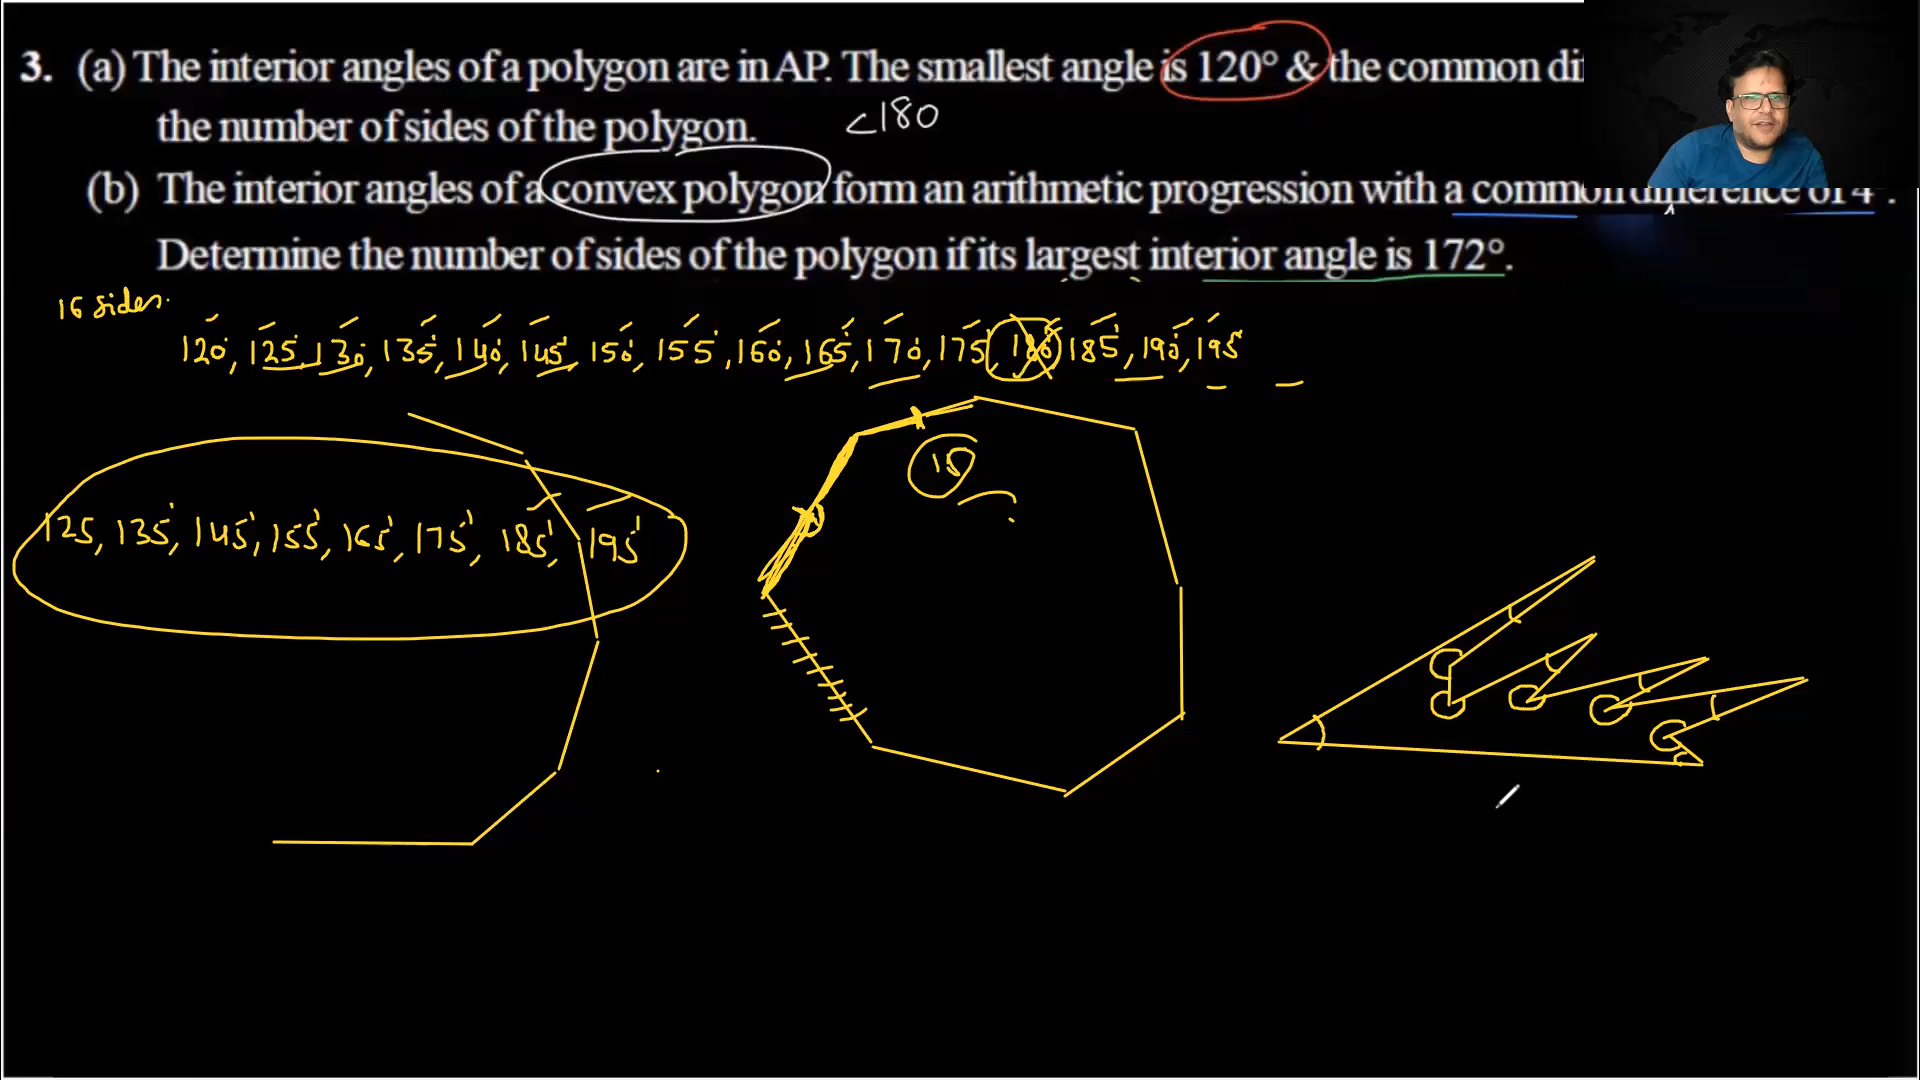 3. (a) The interior angles of a polygon are in AP. The smallest angle is 120° & the common di
the number of sides of the polygon.
<180
(b) The interior angles of a convex polygon form an arithmetic progression with a common difference of 4°.
Determine the number of sides of the polygon if its largest interior angle is 172°.
16 sides.
120°, 125°, 130°, 135°, 140°, 145°, 150°, 155°, 160°, 165°, 170°, 175°, 180° 185°, 190°, 195°
125, 135°, 145°, 155°, 165°, 175°, 185°, 195°